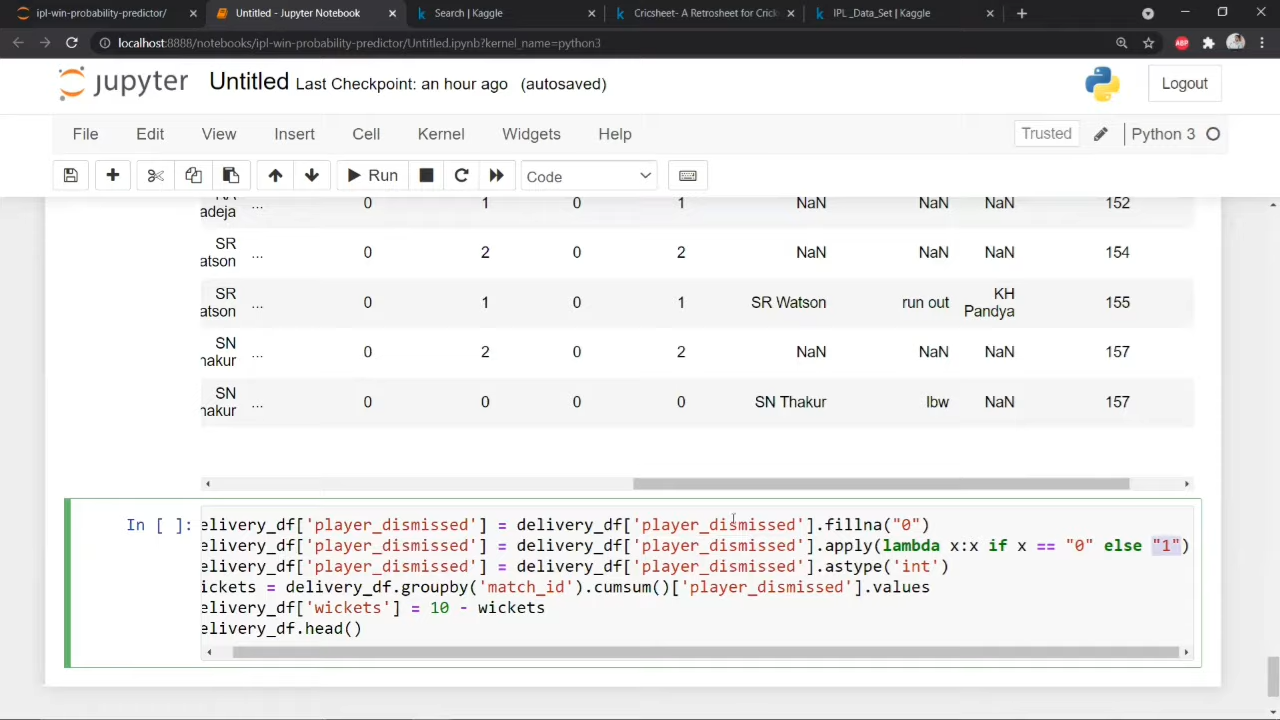 ipl-win-probability-predictor/
Untitled - Jupyter Notebook
Search | Kaggle
Cricsheet- A Retrosheet for Crick
IPL _Data_Set | Kaggle
localhost:8888/notebooks/ipl-win-probability-predictor/Untitled.ipynb?kernel_name=python3
ABP
jupyter Untitled Last Checkpoint: an hour ago (autosaved)
Logout
File Edit View Insert Cell Kernel Widgets Help
Trusted
Python 3
Run
Code
adeja ... 0 1 0 1 NaN NaN NaN 152
SR
atson ... 0 2 0 2 NaN NaN NaN 154
SR
atson ... 0 1 0 1 SR Watson run out KH Pandya 155
SN
hakur ... 0 2 0 2 NaN NaN NaN 157
SN
hakur ... 0 0 0 0 SN Thakur lbw NaN 157
In [ ]:
elivery_df['player_dismissed'] = delivery_df['player_dismissed'].fillna("0")
elivery_df['player_dismissed'] = delivery_df['player_dismissed'].apply(lambda x:x if x == "0" else "1")
elivery_df['player_dismissed'] = delivery_df['player_dismissed'].astype('int')
ickets = delivery_df.groupby('match_id').cumsum()['player_dismissed'].values
elivery_df['wickets'] = 10 - wickets
elivery_df.head()